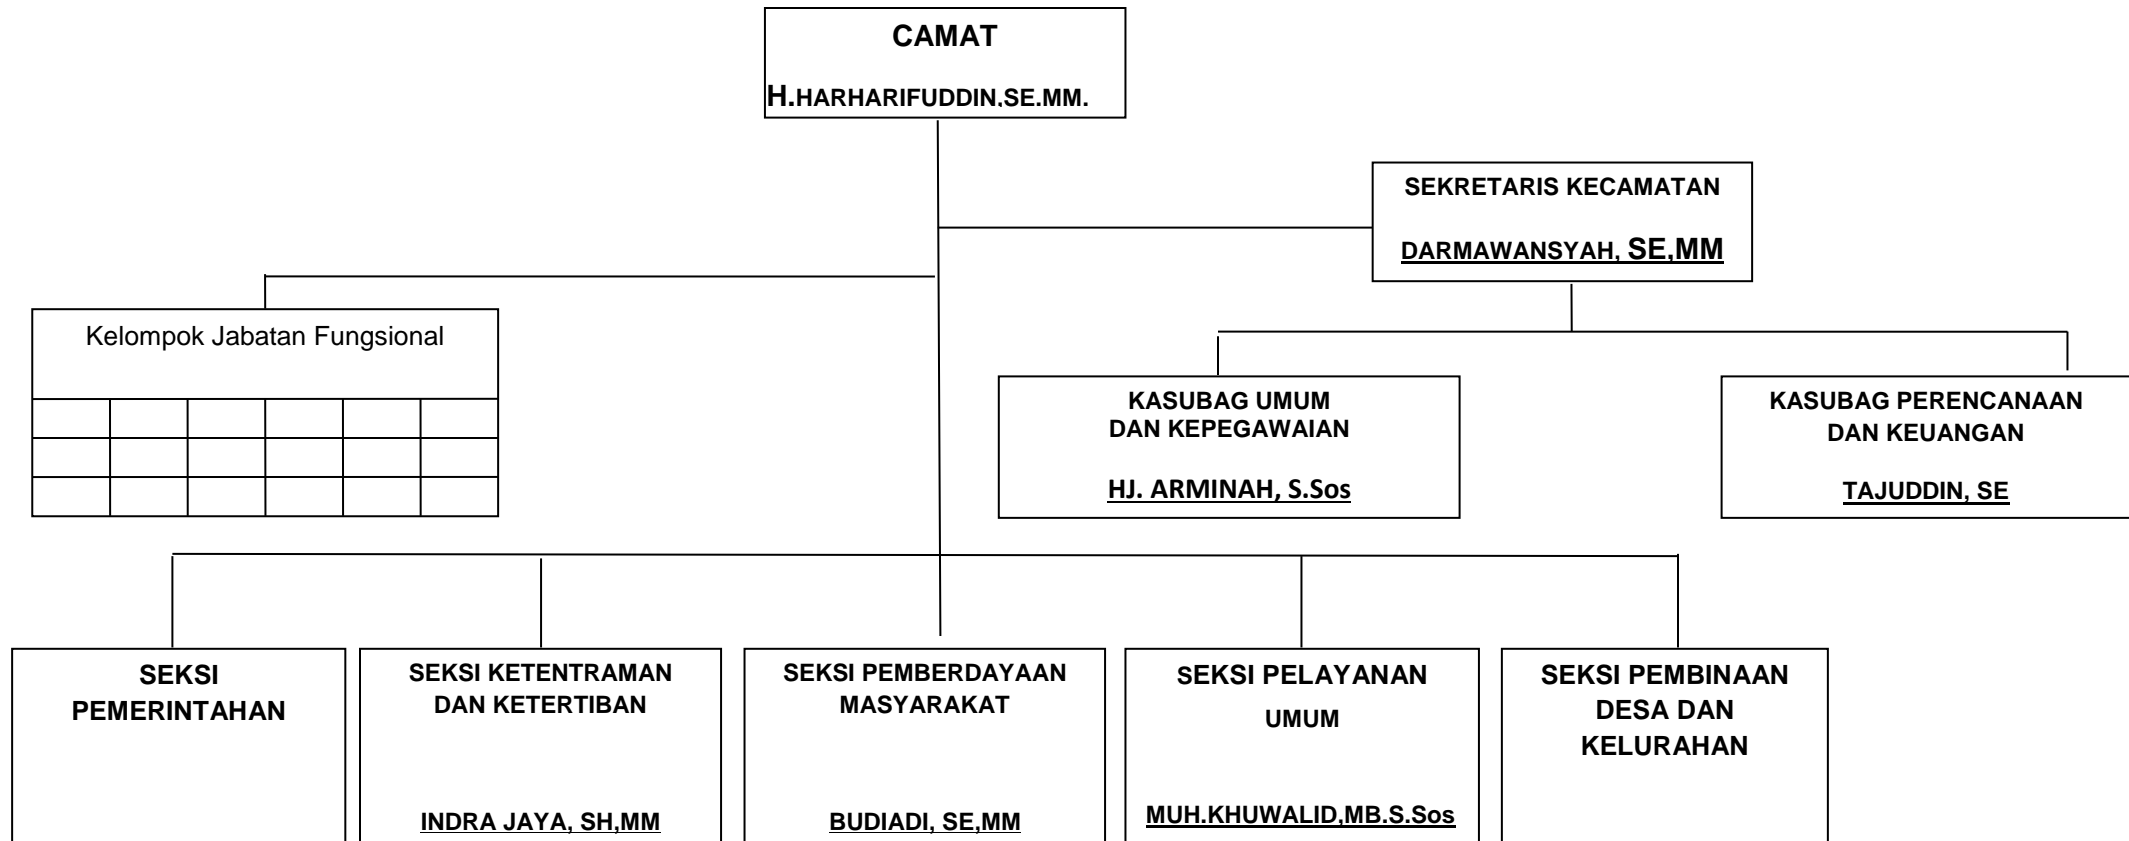 CAMAT
H.HARHARIFUDDIN,SE.MM.
SEKRETARIS KECAMATAN
DARMAWANSYAH, SE,MM
Kelompok Jabatan Fungsional
KASUBAG UMUM
DAN KEPEGAWAIAN
HJ. ARMINAH, S.Sos
KASUBAG PERENCANAAN
DAN KEUANGAN
TAJUDDIN, SE
SEKSI
PEMERINTAHAN
SEKSI KETENTRAMAN
DAN KETERTIBAN
INDRA JAYA, SH,MM
SEKSI PEMBERDAYAAN
MASYARAKAT
BUDIADI, SE,MM
SEKSI PELAYANAN
UMUM
MUH.KHUWALID,MB.S.Sos
SEKSI PEMBINAAN
DESA DAN
KELURAHAN